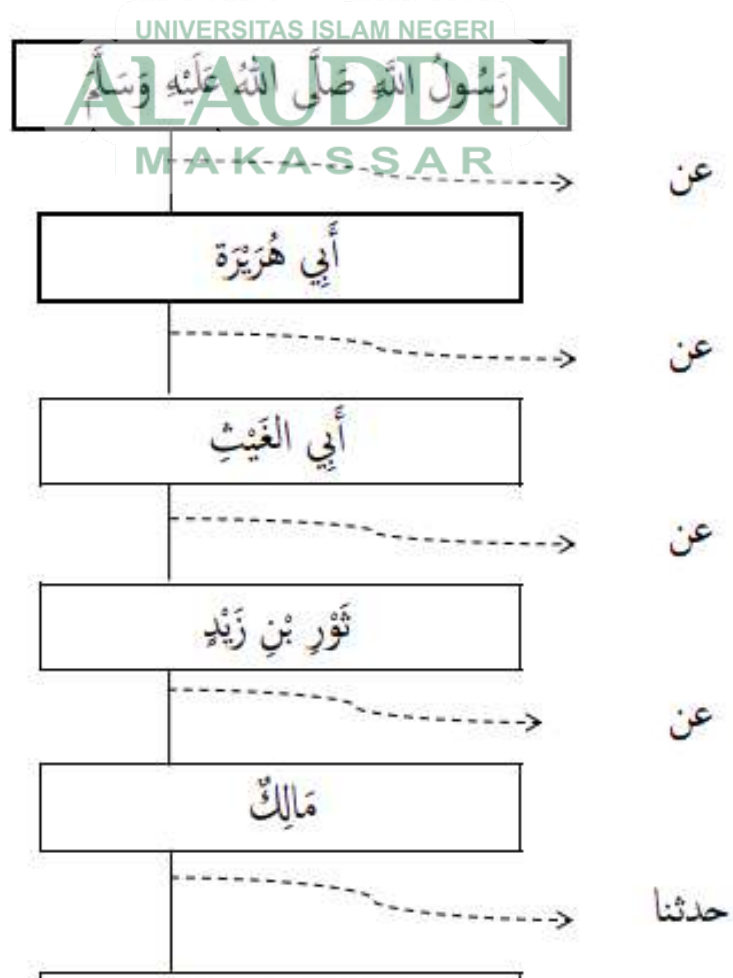 UNIVERSITAS ISLAM NEGERI
ALAUDDIN
MAKASSAR
رَسُولُ اللَّهِ صَلَّى اللهُ عَلَيْهِ وَسَلَّمَ
عن
أَبِي هُرَيْرَة
عن
أَبِي الغَيْثِ
عن
ثَوْرِ بْنِ زَيْدٍ
عن
مَالِكٌ
حدثنا